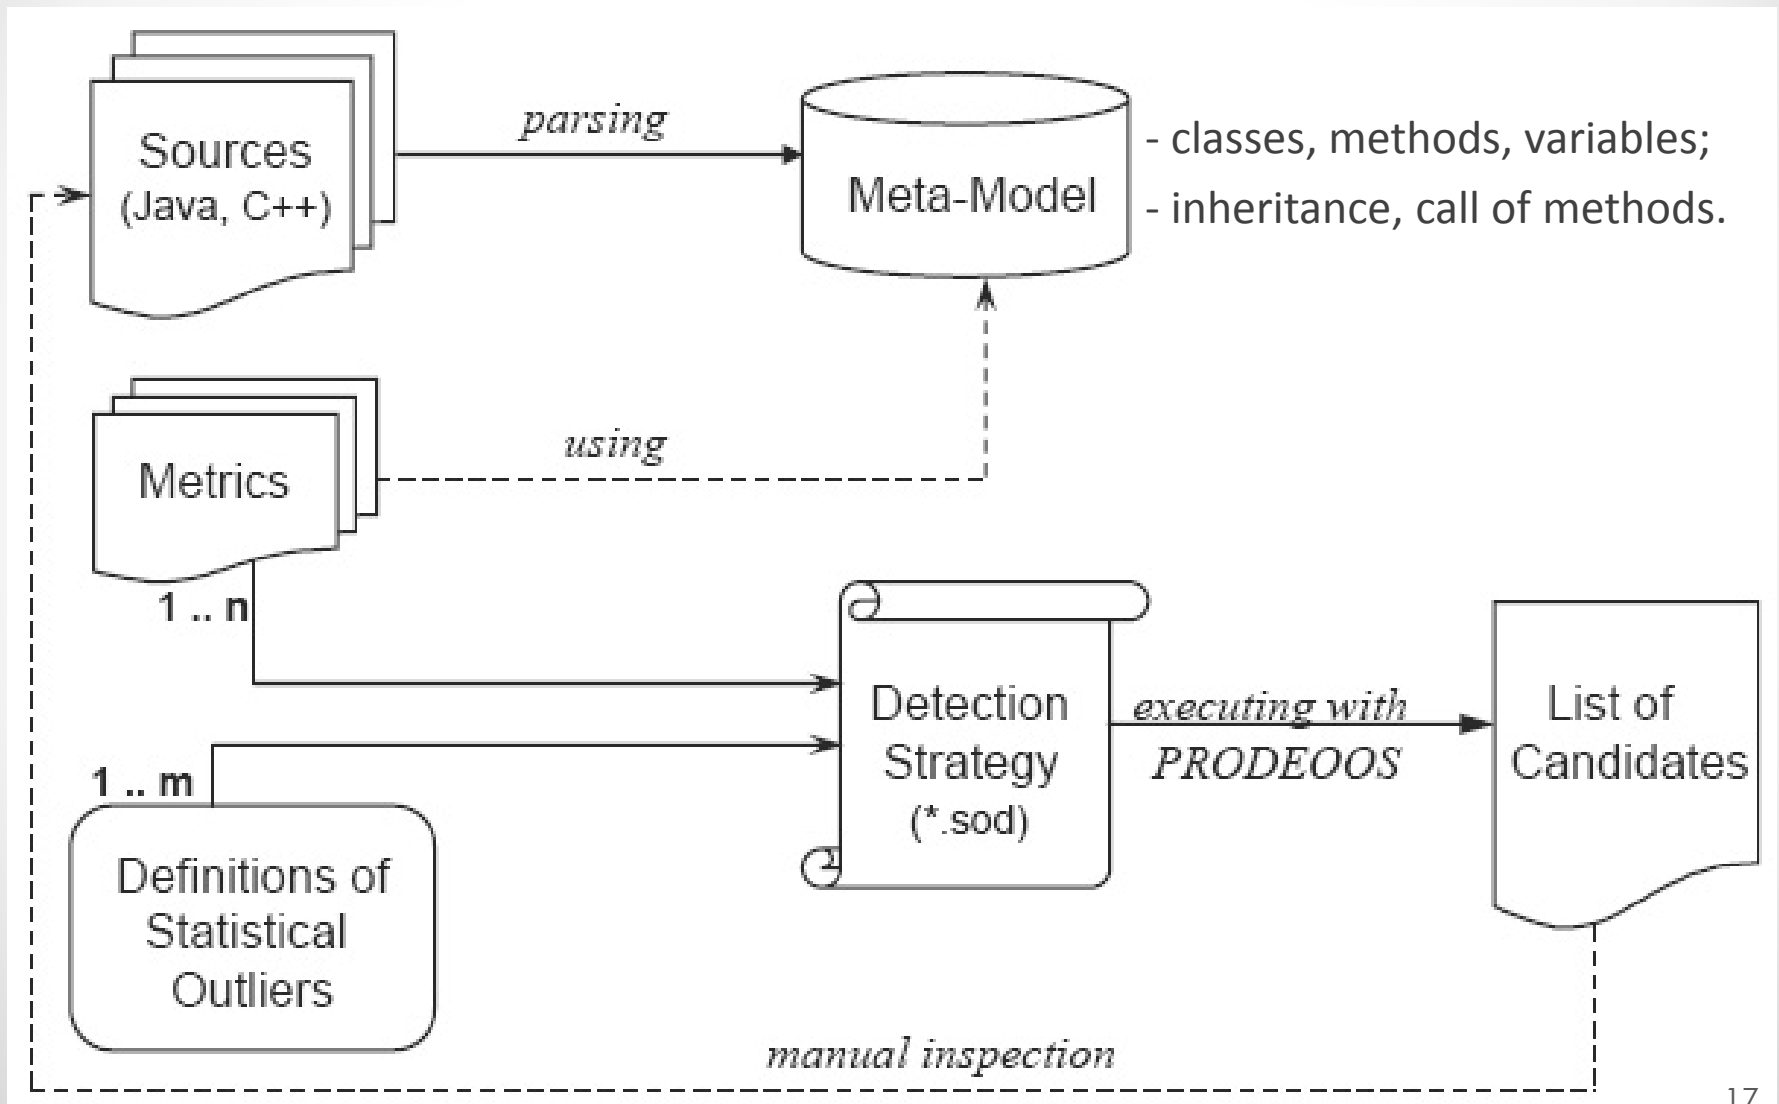 Sources
(Java, C++)
parsing
Meta-Model
- classes, methods, variables;
- inheritance, call of methods.
Metrics
using
1 .. n
Detection
Strategy
(*.sod)
executing with
PRODEOOS
List of
Candidates
1 .. m
Definitions of
Statistical
Outliers
manual inspection
17